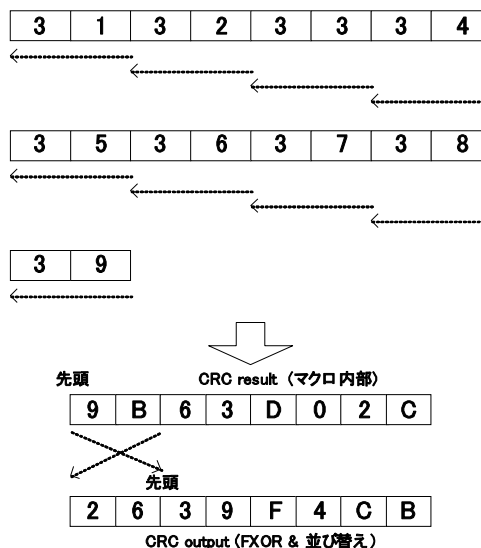 3 1 3 2 3 3 3 4
3 5 3 6 3 7 3 8
3 9
先頭 CRC result (マクロ内部)
9 B 6 3 D 0 2 C
先頭
2 6 3 9 F 4 C B
CRC output (FXOR & 並び替え)